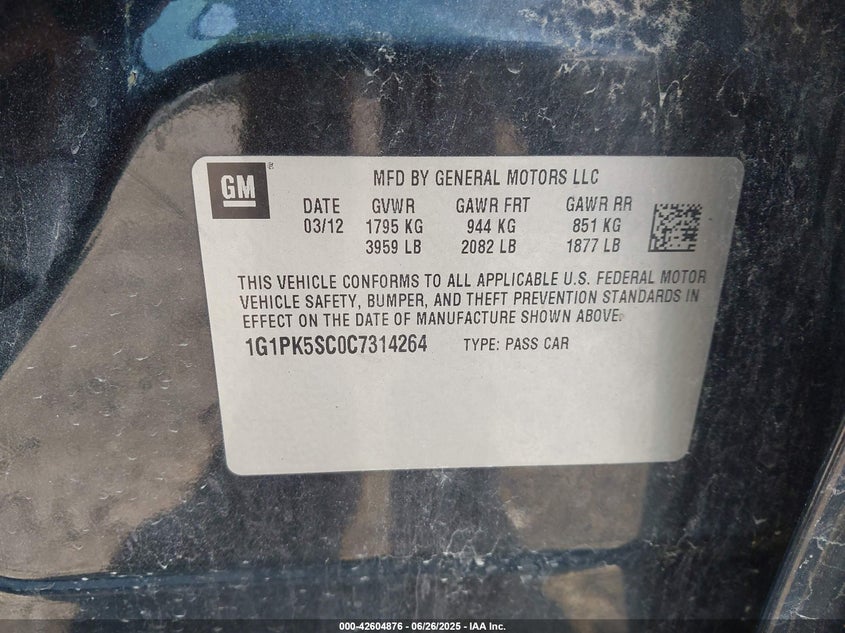 GM
MFD BY GENERAL MOTORS LLC
DATE GVWR GAWR FRT GAWR RR
03/12 1795 KG 944 KG 851 KG
3959 LB 2082 LB 1877 LB
THIS VEHICLE CONFORMS TO ALL APPLICABLE U.S. FEDERAL MOTOR
VEHICLE SAFETY, BUMPER, AND THEFT PREVENTION STANDARDS IN
EFFECT ON THE DATE OF MANUFACTURE SHOWN ABOVE.
1G1PK5SC0C7314264 TYPE: PASS CAR
000-42604876 / 06/26/2025 - IAA Inc.